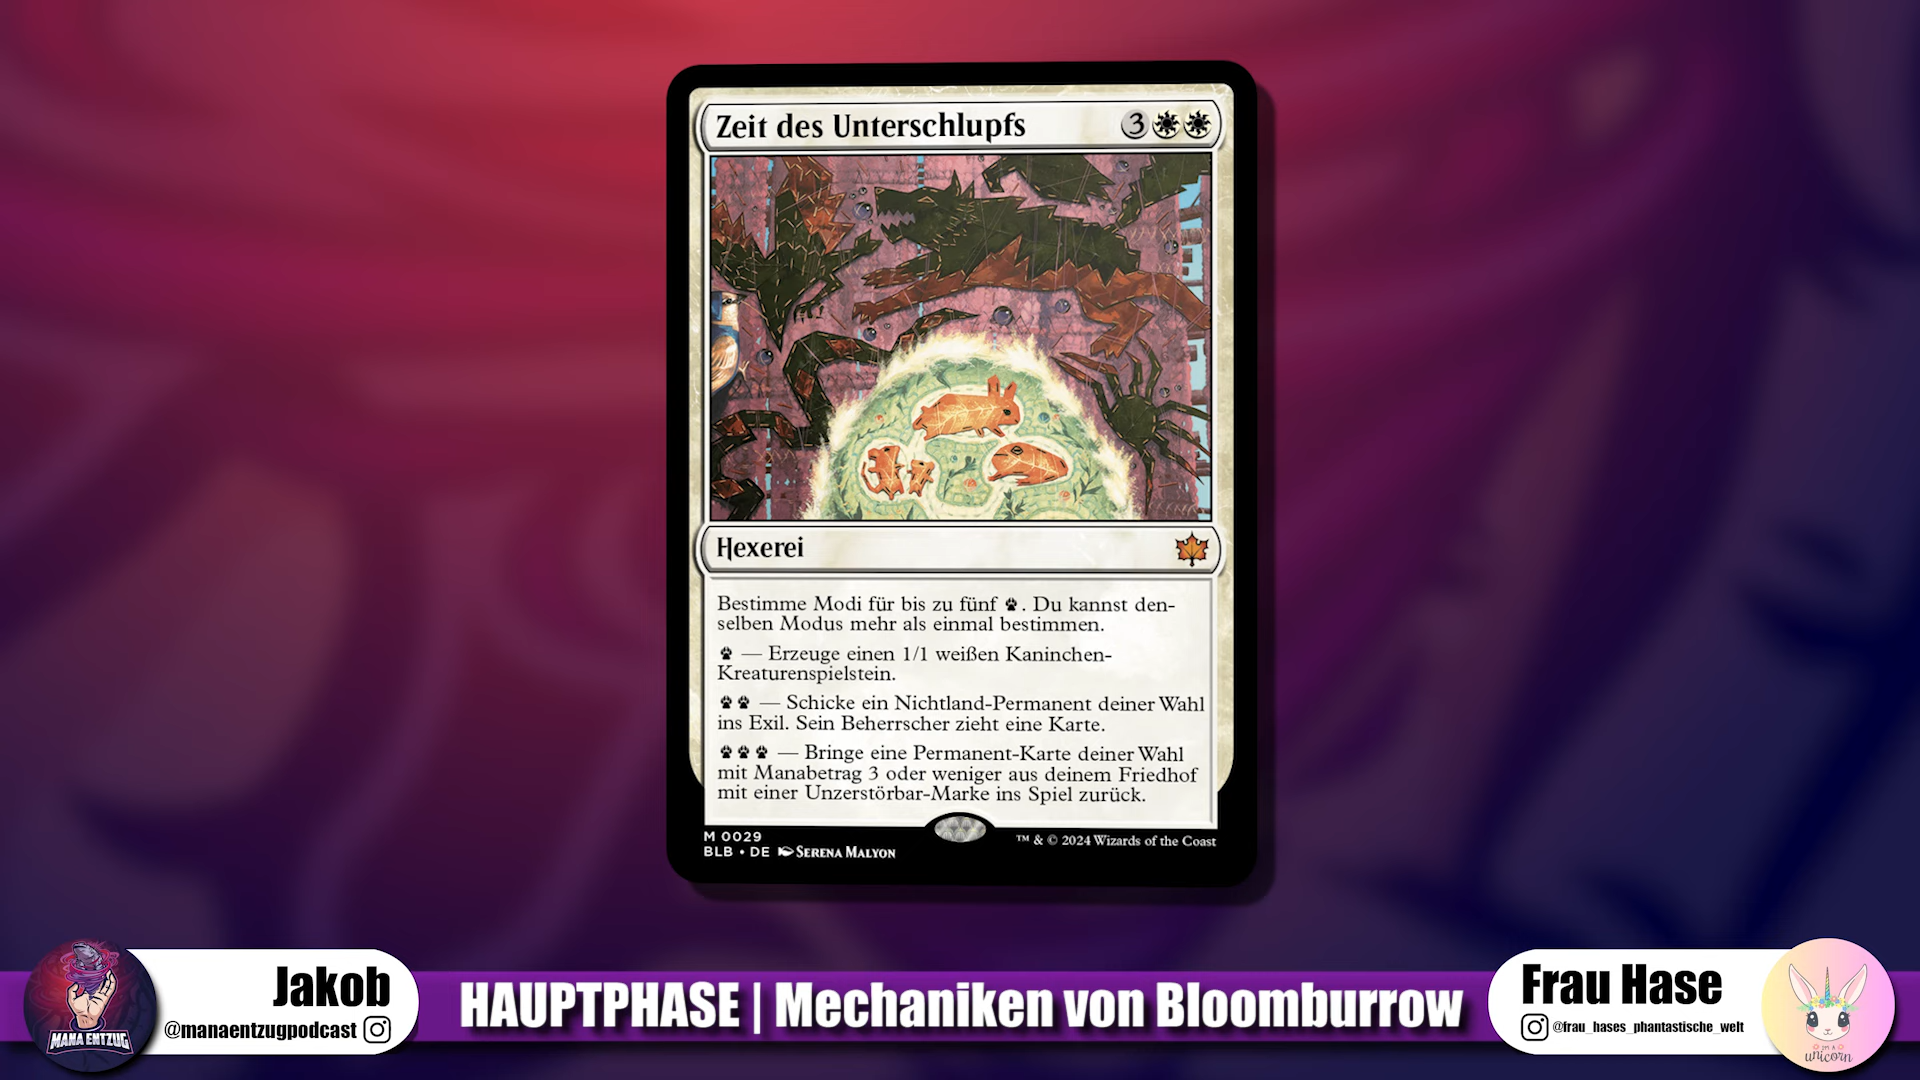 Zeit des Unterschlupfs 3
Hexerei
Bestimme Modi für bis zu fünf . Du kannst den-
selben Modus mehr als einmal bestimmen.
— Erzeuge einen 1/1 weißen Kaninchen-
Kreaturenspielstein.
— Schicke ein Nichtland-Permanent deiner Wahl
ins Exil. Sein Beherrscher zieht eine Karte.
— Bringe eine Permanent-Karte deiner Wahl
mit Manabetrag 3 oder weniger aus deinem Friedhof
mit einer Unzerstörbar-Marke ins Spiel zurück.
M 0029
BLB • DE Serena Malyon
™ & © 2024 Wizards of the Coast
MANA ENTZUG
Jakob
@manaentzugpodcast
HAUPTPHASE | Mechaniken von Bloomburrow
Frau Hase
@frau_hases_phantastische_welt
I'M A
unicorn